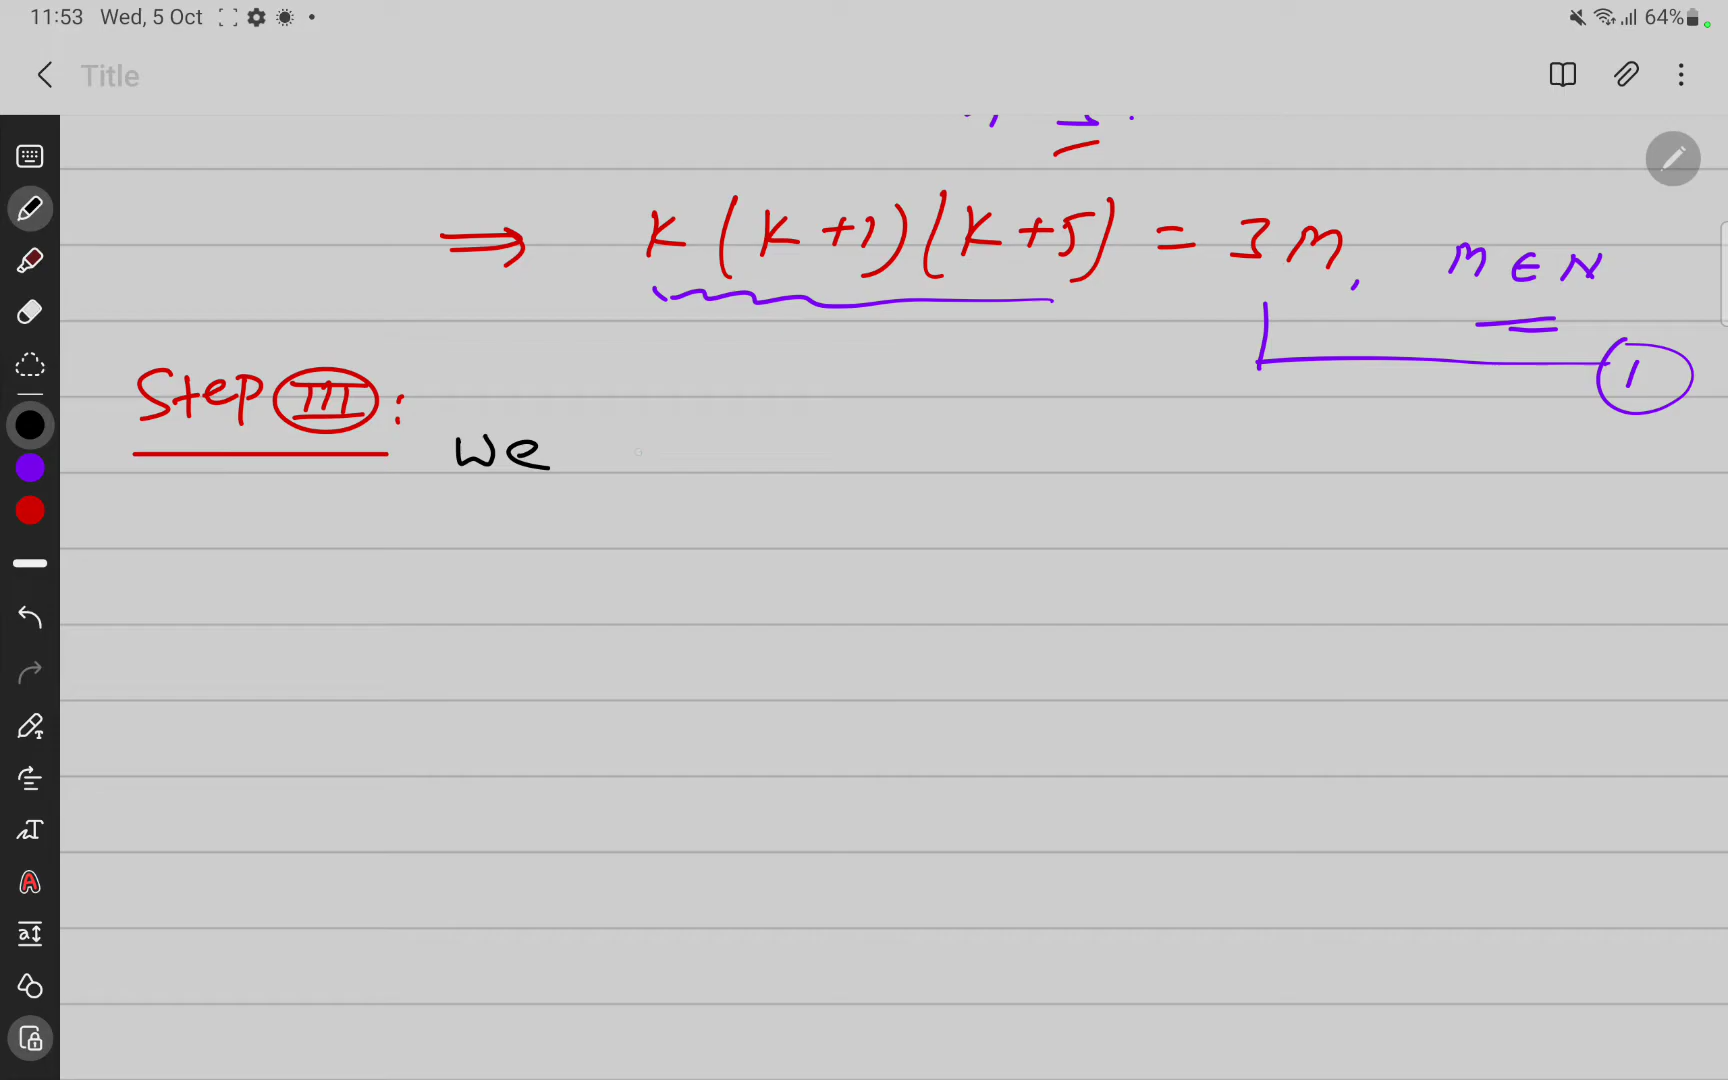 11:53 Wed, 5 Oct 64%
Title
⟹ K(K+1)(K+5) = 3m, m ∈ N
1
Step III:
We